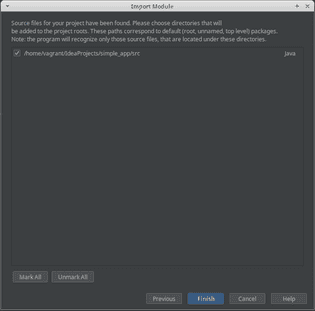 Import Module
Source files for your project have been found. Please choose directories that will
be added to the project roots. These paths correspond to default (root, unnamed, top level) packages.
Note: the program will recognize only those source files, that are located under these directories.
/home/vagrant/IdeaProjects/simple_app/src Java
Mark All Unmark All
Previous Finish Cancel Help